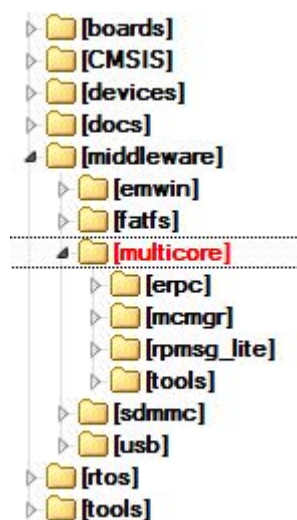 [boards]
[CMSIS]
[devices]
[docs]
[middleware]
[emwin]
[fatfs]
[multicore]
[erpc]
[mcmgr]
[rpmsg_lite]
[tools]
[sdmmc]
[usb]
[rtos]
[tools]